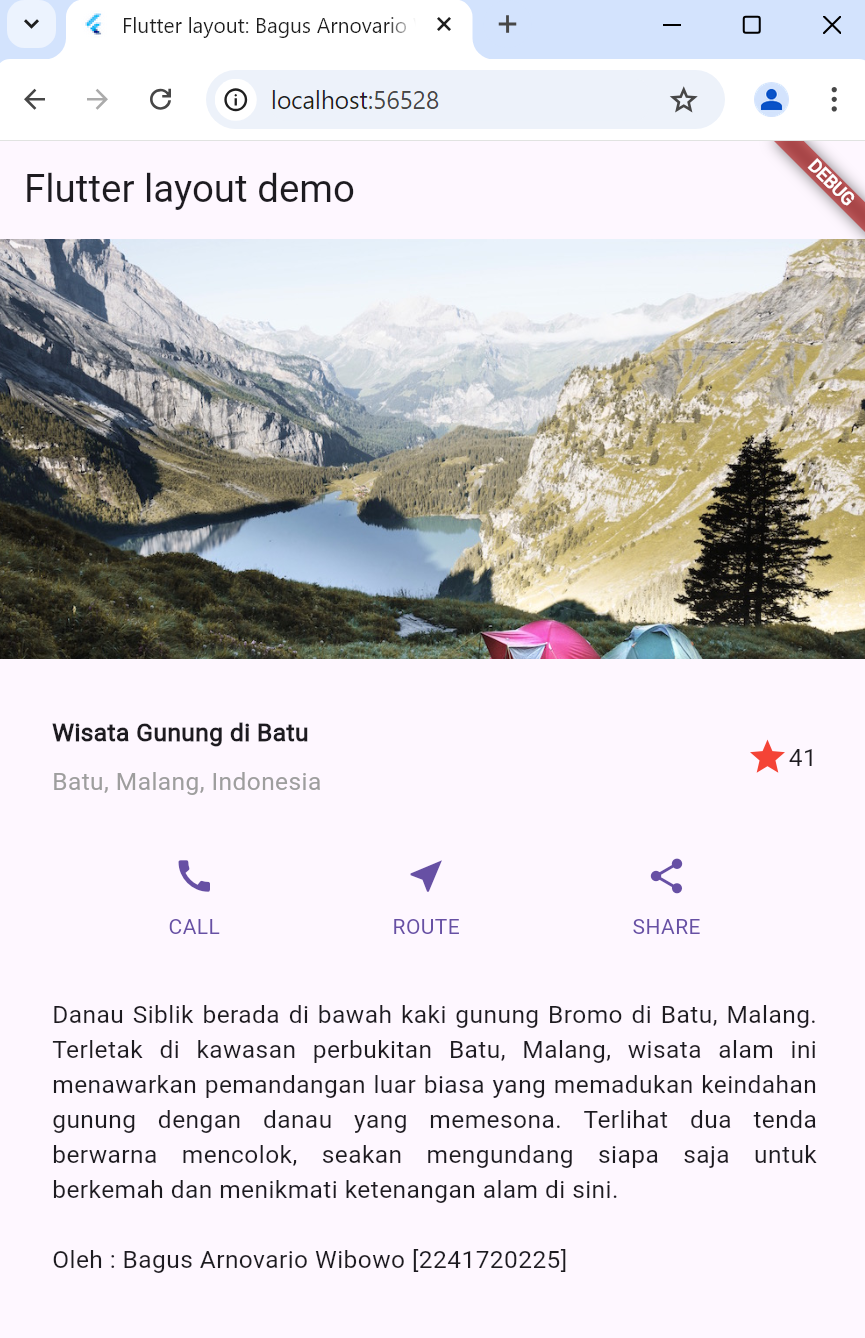 Flutter layout: Bagus Arnovario
localhost:56528
Flutter layout demo
DEBUG
Wisata Gunung di Batu
Batu, Malang, Indonesia
41
CALL ROUTE SHARE
Danau Siblik berada di bawah kaki gunung Bromo di Batu, Malang.
Terletak di kawasan perbukitan Batu, Malang, wisata alam ini
menawarkan pemandangan luar biasa yang memadukan keindahan
gunung dengan danau yang memesona. Terlihat dua tenda
berwarna mencolok, seakan mengundang siapa saja untuk
berkemah dan menikmati ketenangan alam di sini.
Oleh : Bagus Arnovario Wibowo [2241720225]